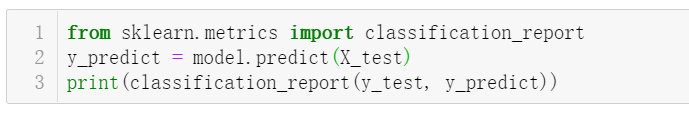 1 from sklearn.metrics import classification_report
2 y_predict = model.predict(X_test)
3 print(classification_report(y_test, y_predict))